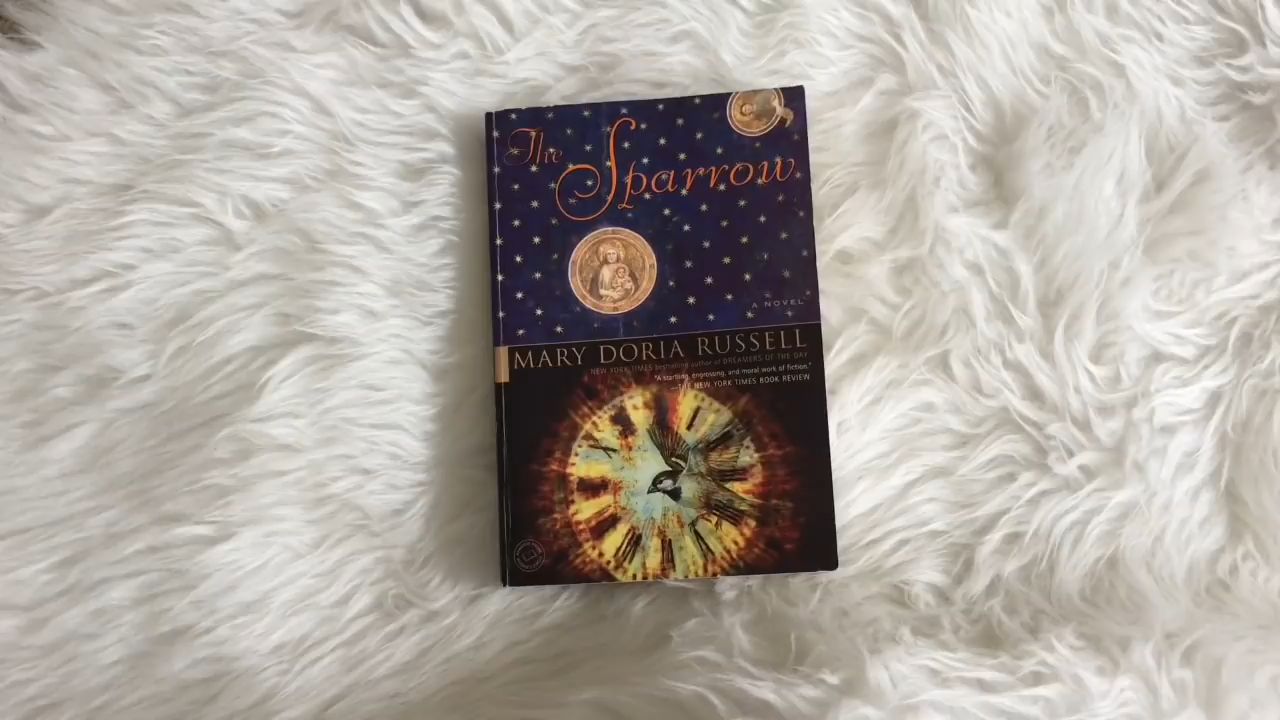 The Sparrow
A NOVEL
MARY DORIA RUSSELL
NEW YORK TIMES bestselling author of DREAMERS OF THE DAY
"A startling, engrossing, and moral work of fiction."
—THE NEW YORK TIMES BOOK REVIEW